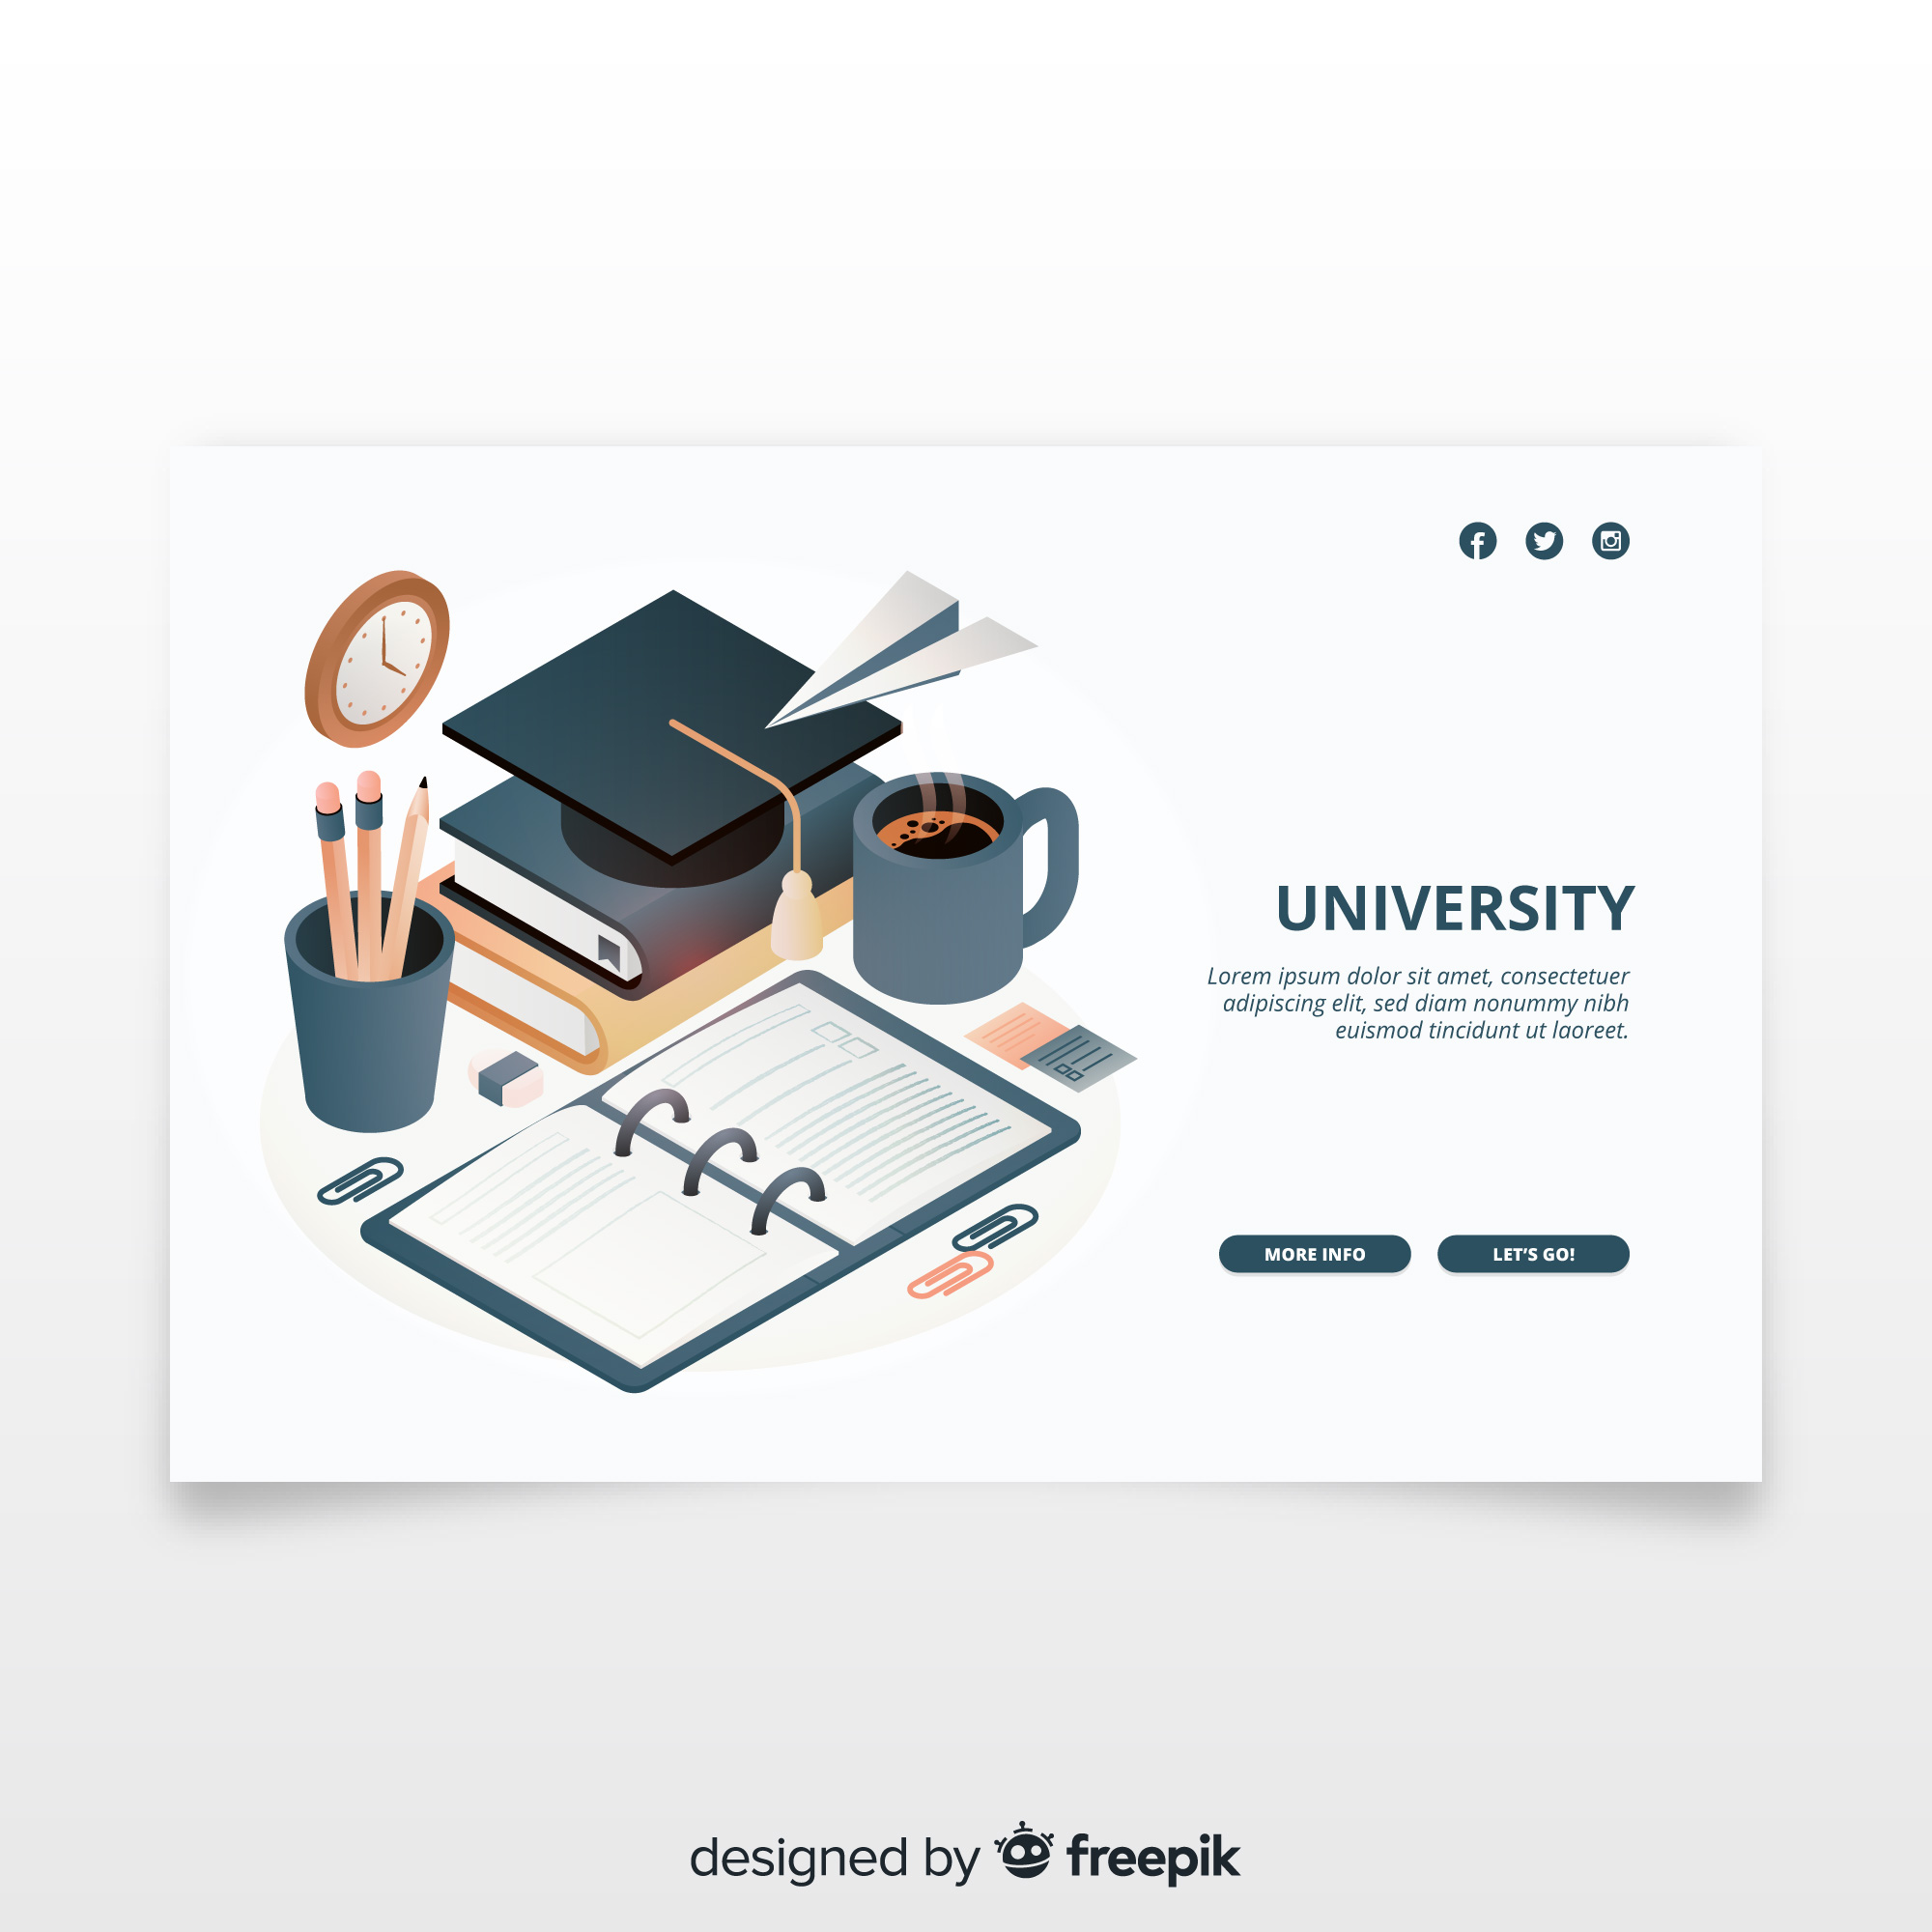 UNIVERSITY
Lorem ipsum dolor sit amet, consectetuer
adipiscing elit, sed diam nonummy nibh
euismod tincidunt ut laoreet.
MORE INFO
LET’S GO!
designed by freepik